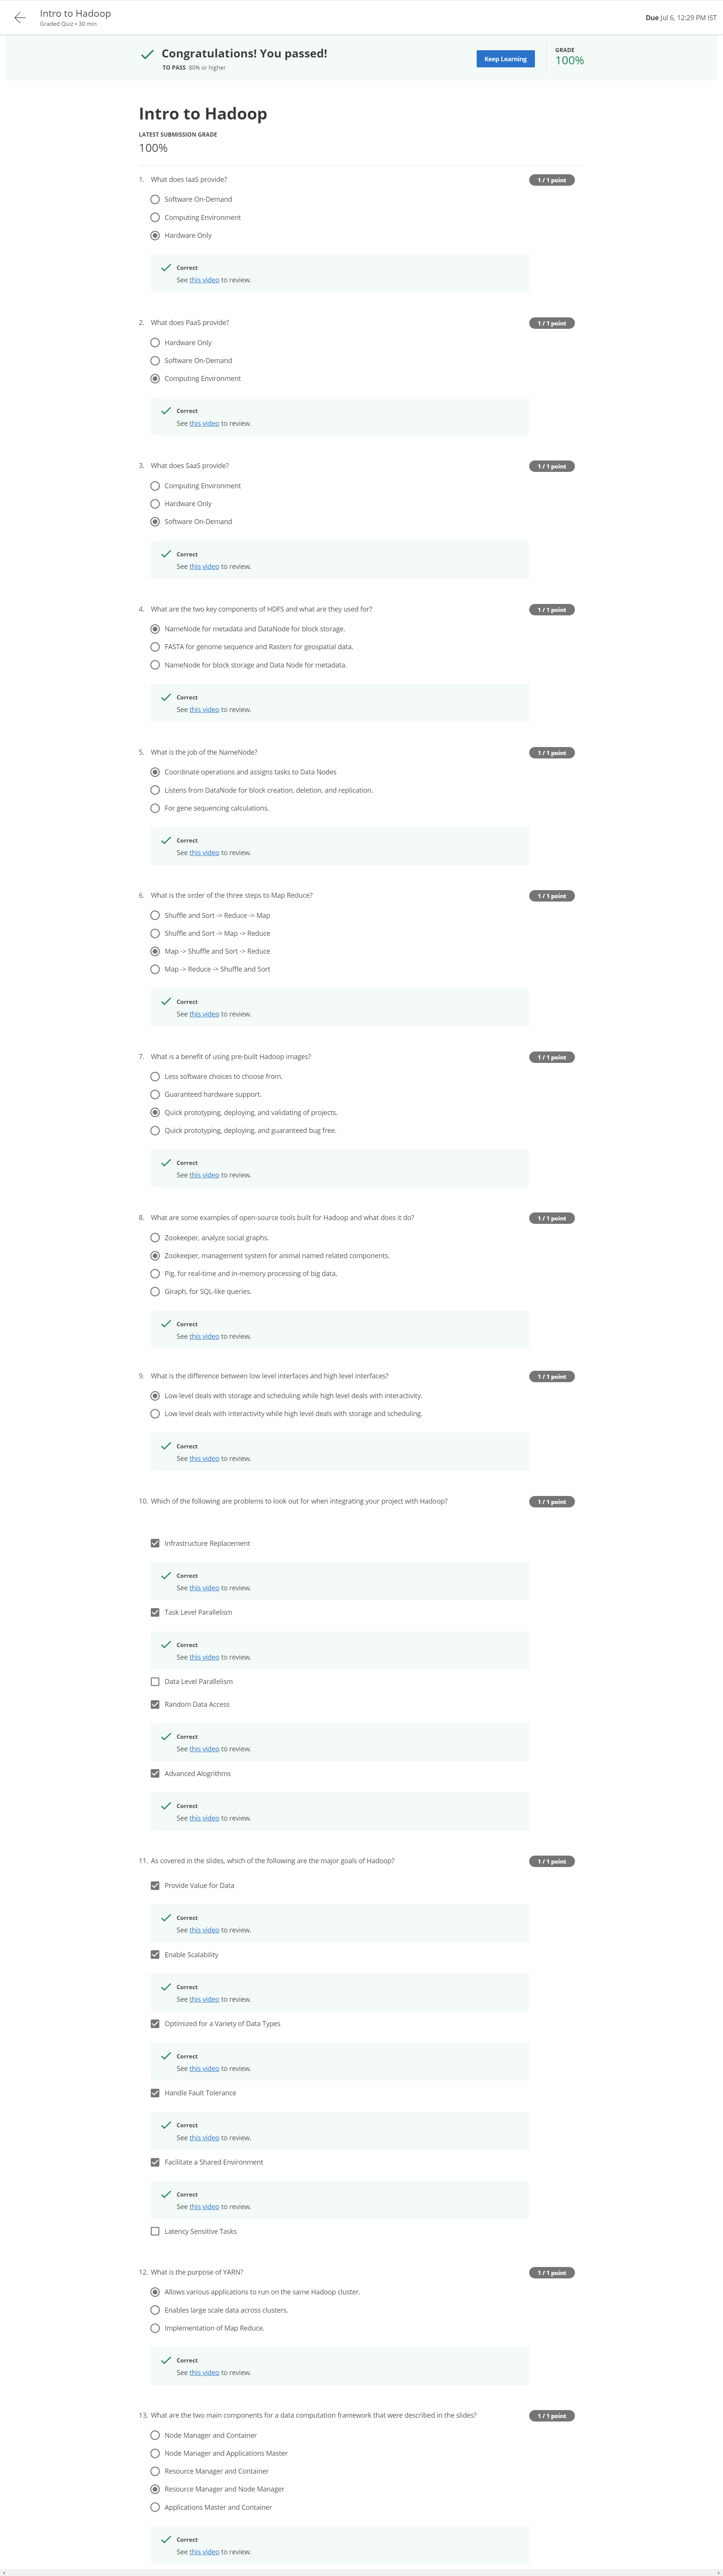 Intro to Hadoop
Graded Quiz • 30 min
Due Jul 6, 12:29 PM IST
Congratulations! You passed!
TO PASS 80% or higher
Keep Learning
GRADE
100%
Intro to Hadoop
LATEST SUBMISSION GRADE
100%
1. What does IaaS provide?
1 / 1 point
Software On-Demand
Computing Environment
Hardware Only
Correct
See this video to review.
2. What does PaaS provide?
1 / 1 point
Hardware Only
Software On-Demand
Computing Environment
Correct
See this video to review.
3. What does SaaS provide?
1 / 1 point
Computing Environment
Hardware Only
Software On-Demand
Correct
See this video to review.
4. What are the two key components of HDFS and what are they used for?
1 / 1 point
NameNode for metadata and DataNode for block storage.
FASTA for genome sequence and Rasters for geospatial data.
NameNode for block storage and Data Node for metadata.
Correct
See this video to review.
5. What is the job of the NameNode?
1 / 1 point
Coordinate operations and assigns tasks to Data Nodes
Listens from DataNode for block creation, deletion, and replication.
For gene sequencing calculations.
Correct
See this video to review.
6. What is the order of the three steps to Map Reduce?
1 / 1 point
Shuffle and Sort -> Reduce -> Map
Shuffle and Sort -> Map -> Reduce
Map -> Shuffle and Sort -> Reduce
Map -> Reduce -> Shuffle and Sort
Correct
See this video to review.
7. What is a benefit of using pre-built Hadoop images?
1 / 1 point
Less software choices to choose from.
Guaranteed hardware support.
Quick prototyping, deploying, and validating of projects.
Quick prototyping, deploying, and guaranteed bug free.
Correct
See this video to review.
8. What are some examples of open-source tools built for Hadoop and what does it do?
1 / 1 point
Zookeeper, analyze social graphs.
Zookeeper, management system for animal named related components.
Pig, for real-time and in-memory processing of big data.
Giraph, for SQL-like queries.
Correct
See this video to review.
9. What is the difference between low level interfaces and high level interfaces?
1 / 1 point
Low level deals with storage and scheduling while high level deals with interactivity.
Low level deals with interactivity while high level deals with storage and scheduling.
Correct
See this video to review.
10. Which of the following are problems to look out for when integrating your project with Hadoop?
1 / 1 point
Infrastructure Replacement
Correct
See this video to review.
Task Level Parallelism
Correct
See this video to review.
Data Level Parallelism
Random Data Access
Correct
See this video to review.
Advanced Alogrithms
Correct
See this video to review.
11. As covered in the slides, which of the following are the major goals of Hadoop?
1 / 1 point
Provide Value for Data
Correct
See this video to review.
Enable Scalability
Correct
See this video to review.
Optimized for a Variety of Data Types
Correct
See this video to review.
Handle Fault Tolerance
Correct
See this video to review.
Facilitate a Shared Environment
Correct
See this video to review.
Latency Sensitive Tasks
12. What is the purpose of YARN?
1 / 1 point
Allows various applications to run on the same Hadoop cluster.
Enables large scale data across clusters.
Implementation of Map Reduce.
Correct
See this video to review.
13. What are the two main components for a data computation framework that were described in the slides?
1 / 1 point
Node Manager and Container
Node Manager and Applications Master
Resource Manager and Container
Resource Manager and Node Manager
Applications Master and Container
Correct
See this video to review.